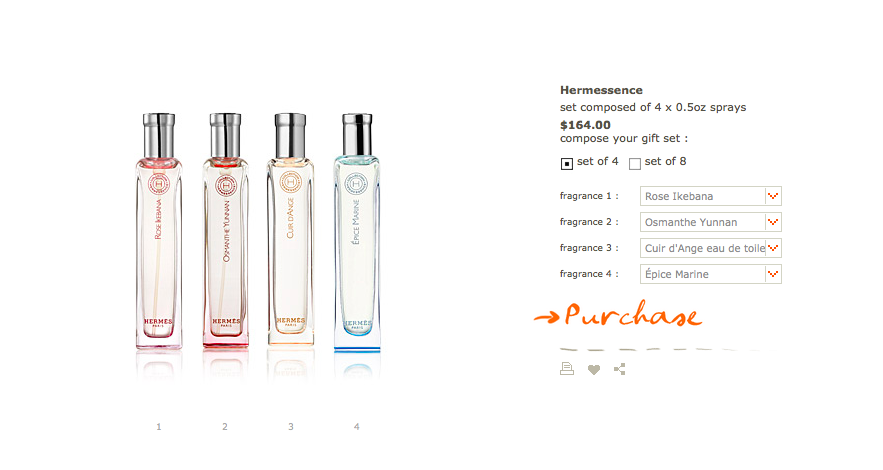 Hermessence
set composed of 4 x 0.5oz sprays
$164.00
compose your gift set :
set of 4 set of 8
fragrance 1 : Rose Ikebana
fragrance 2 : Osmanthe Yunnan
fragrance 3 : Cuir d'Ange eau de toile
fragrance 4 : Épice Marine
Purchase
ROSE IKEBANA
HERMÈS
PARIS
OSMANTHE YUNNAN
HERMÈS
PARIS
CUIR D'ANGE
HERMÈS
PARIS
ÉPICE MARINE
HERMÈS
PARIS
1 2 3 4